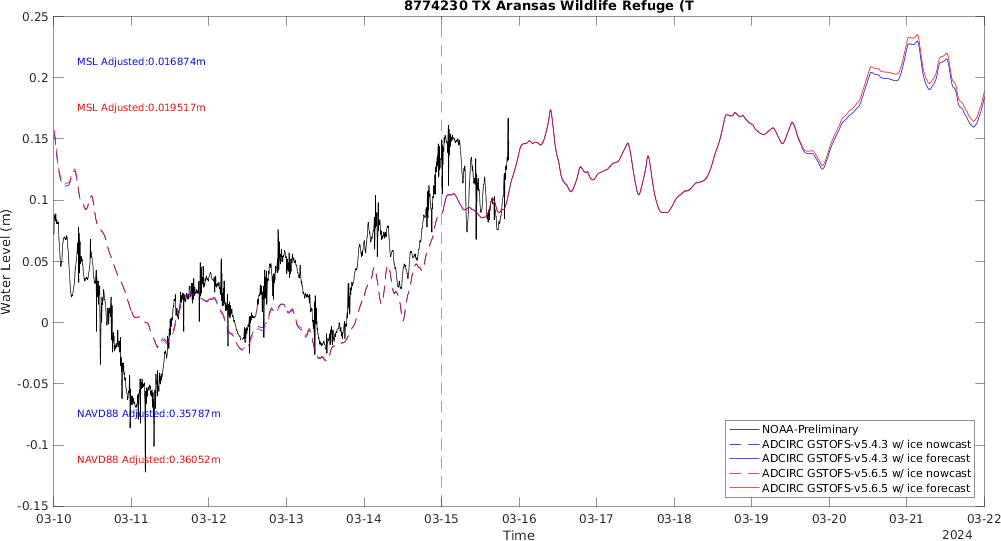 8774230 TX Aransas Wildlife Refuge (T
0.25
0.2
0.15
0.1
0.05
0
-0.05
-0.1
-0.15
Water Level (m)
MSL Adjusted:0.016874m
MSL Adjusted:0.019517m
NAVD88 Adjusted:0.35787m
NAVD88 Adjusted:0.36052m
NOAA-Preliminary
ADCIRC GSTOFS-v5.4.3 w/ ice nowcast
ADCIRC GSTOFS-v5.4.3 w/ ice forecast
ADCIRC GSTOFS-v5.6.5 w/ ice nowcast
ADCIRC GSTOFS-v5.6.5 w/ ice forecast
03-10 03-11 03-12 03-13 03-14 03-15 03-16 03-17 03-18 03-19 03-20 03-21 03-22
Time
2024